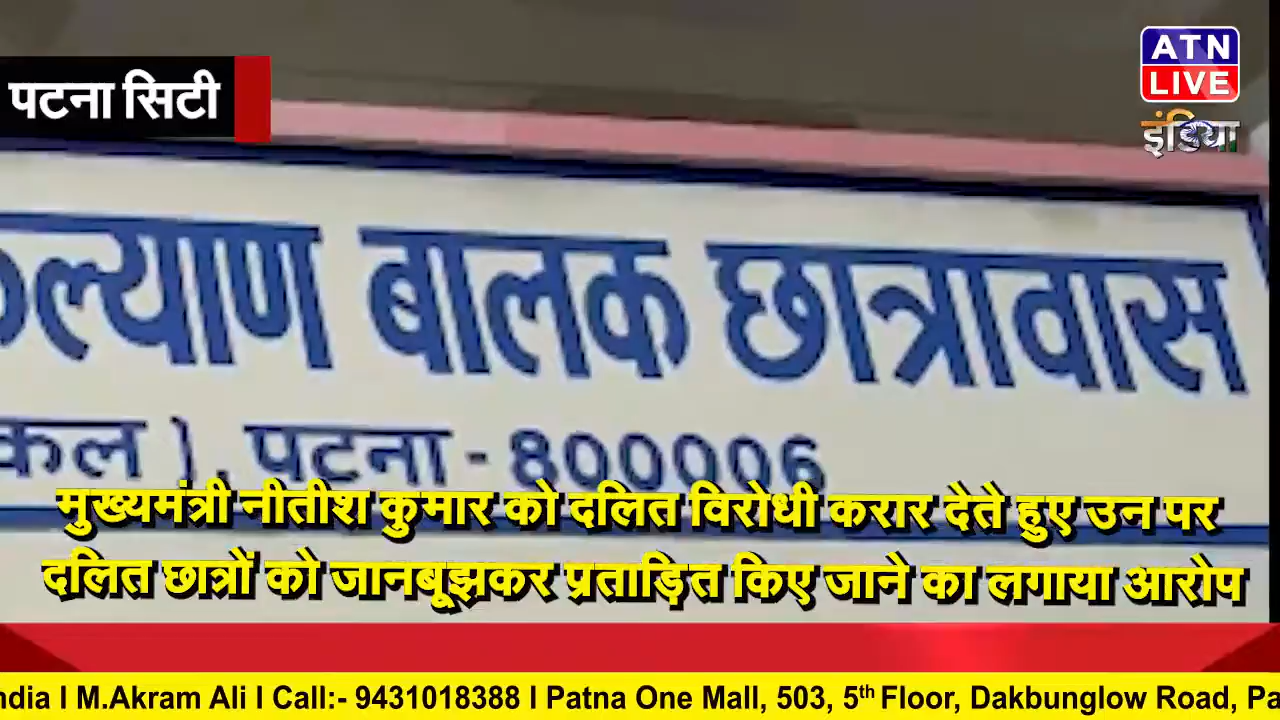 ATN
LIVE
इंडिया
पटना सिटी
कल्याण बालक छात्रावास
), पटना - 800006
मुख्यमंत्री नीतीश कुमार को दलित विरोधी करार देते हुए उन पर
दलित छात्रों को जानबूझकर प्रताड़ित किए जाने का लगाया आरोप
ndia I M.Akram Ali I Call:- 9431018388 I Patna One Mall, 503, 5th Floor, Dakbunglow Road, Pa